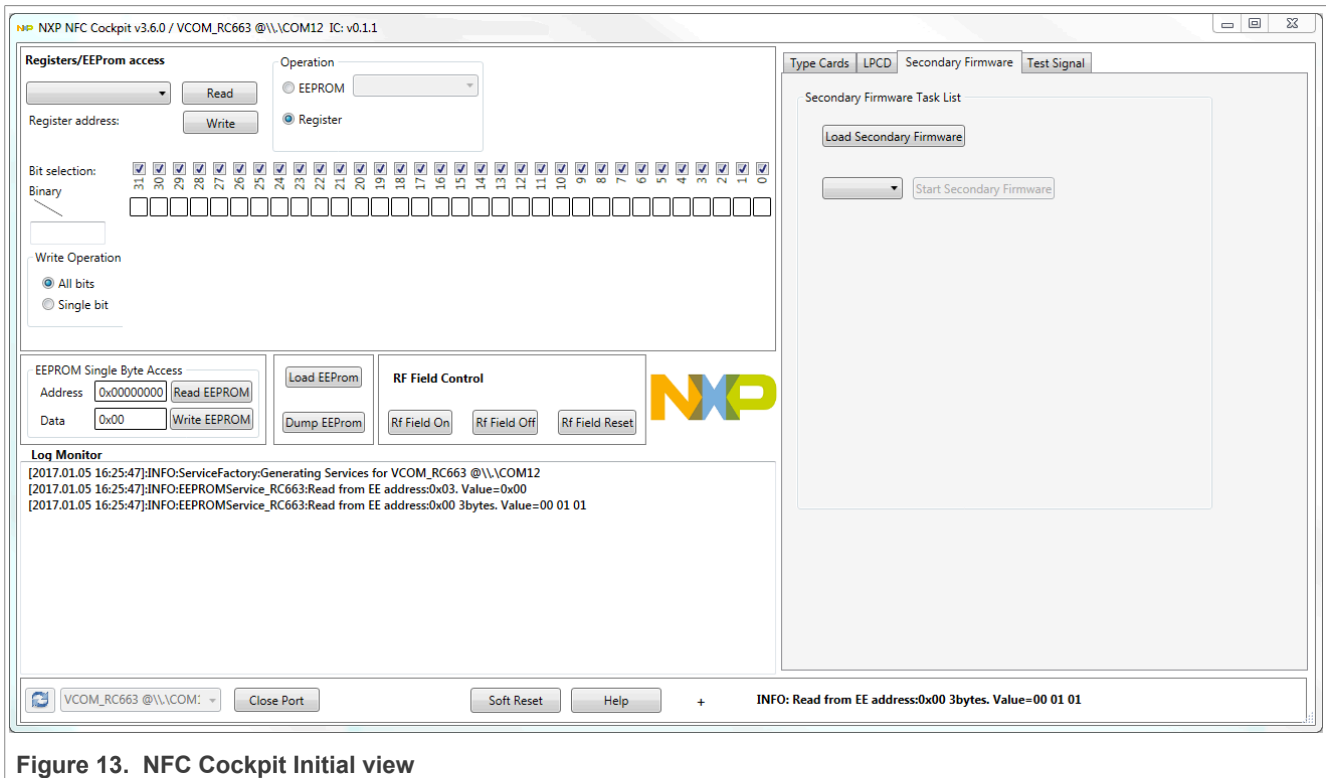 NXP NFC Cockpit v3.6.0 / VCOM_RC663 @\\.\COM12 IC: v0.1.1
Registers/EEProm access
Read
Register address:
Write
Operation
EEPROM
Register
Bit selection:
31 30 29 28 27 26 25 24 23 22 21 20 19 18 17 16 15 14 13 12 11 10 9 8 7 6 5 4 3 2 1 0
Binary
Write Operation
All bits
Single bit
EEPROM Single Byte Access
Address 0x00000000 Read EEPROM
Data 0x00 Write EEPROM
Load EEProm
Dump EEProm
RF Field Control
Rf Field On Rf Field Off Rf Field Reset
NXP
Log Monitor
[2017.01.05 16:25:47]:INFO:ServiceFactory:Generating Services for VCOM_RC663 @\\.\COM12
[2017.01.05 16:25:47]:INFO:EEPROMService_RC663:Read from EE address:0x03. Value=0x00
[2017.01.05 16:25:47]:INFO:EEPROMService_RC663:Read from EE address:0x00 3bytes. Value=00 01 01
Type Cards LPCD Secondary Firmware Test Signal
Secondary Firmware Task List
Load Secondary Firmware
Start Secondary Firmware
VCOM_RC663 @\\.\COM: Close Port Soft Reset Help + INFO: Read from EE address:0x00 3bytes. Value=00 01 01
Figure 13. NFC Cockpit Initial view